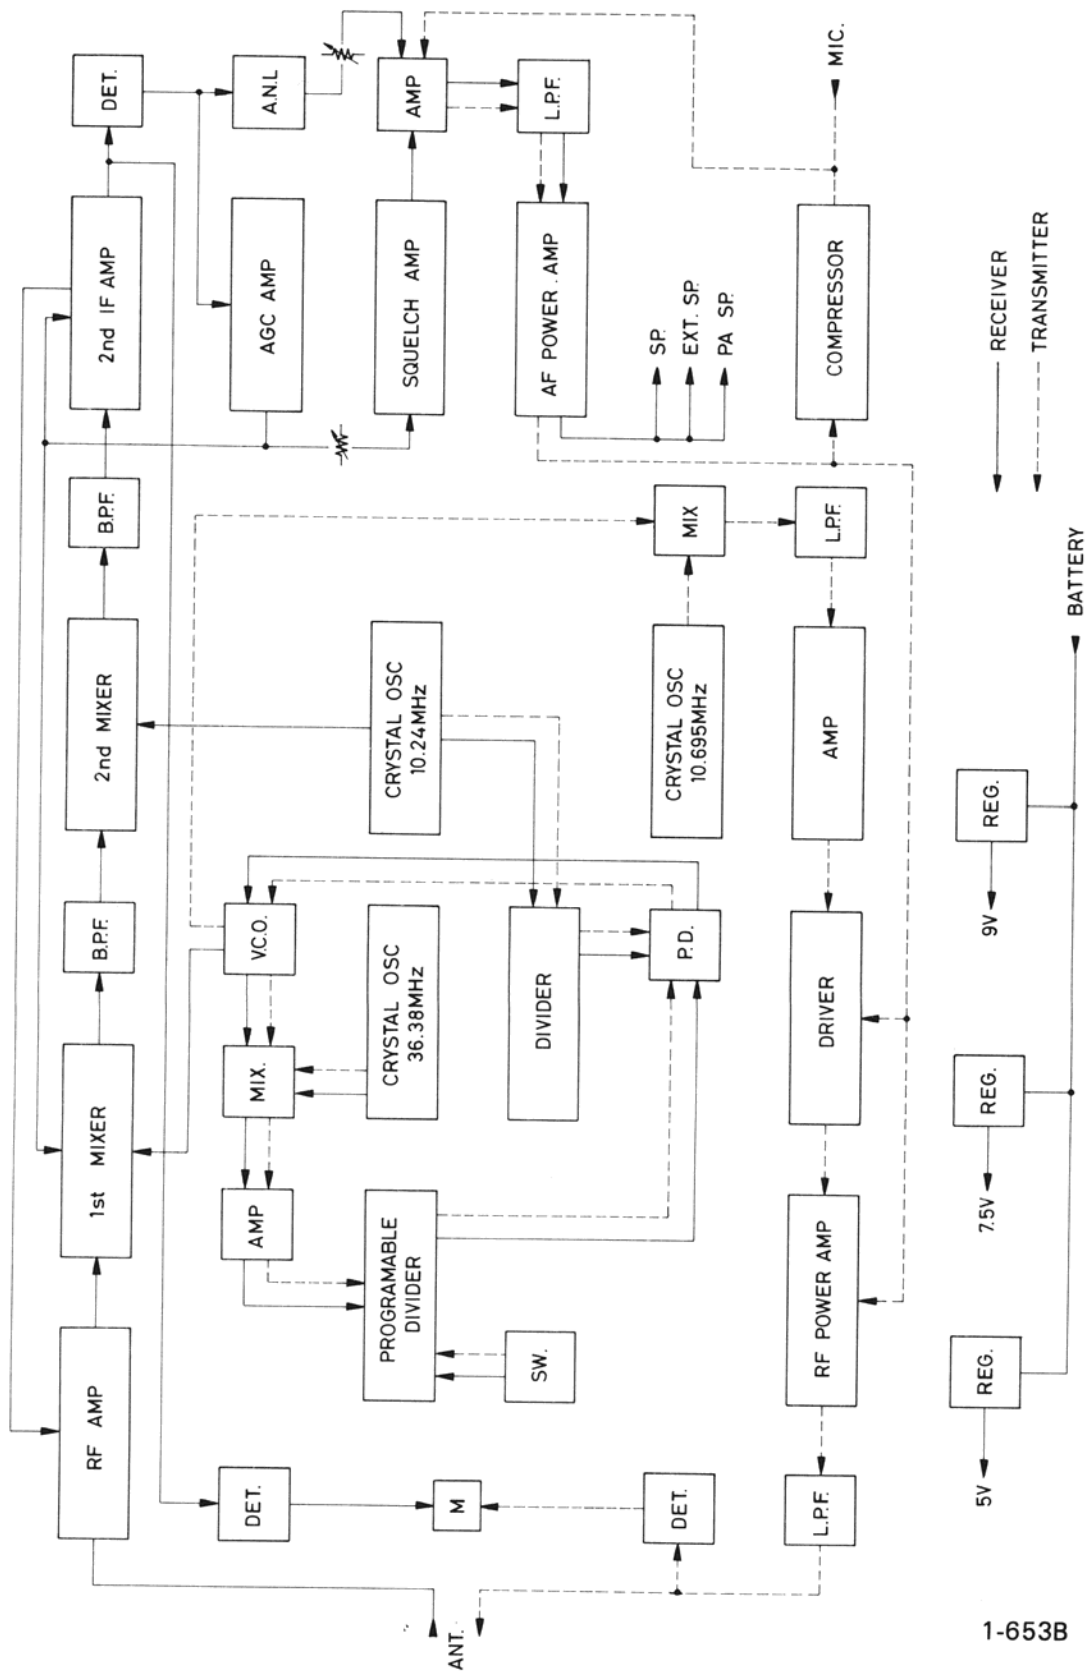 RF AMP
1st MIXER
B.P.F.
2nd MIXER
B.P.F.
2nd IF AMP
DET.
DET.
AMP
MIX.
V.C.O.
AGC AMP
A.N.L
ANT.
M
PROGRAMABLE
DIVIDER
CRYSTAL OSC
36.38MHz
CRYSTAL OSC
10.24MHz
SQUELCH AMP
AMP
SW.
DIVIDER
AF POWER. AMP
L.P.F.
DET.
P.D.
CRYSTAL OSC
10.695MHz
MIX
SP.
EXT. SP.
PA SP.
L.P.F.
RF POWER AMP
DRIVER
AMP
L.P.F.
COMPRESSOR
MIC.
5V
REG.
7.5V
REG.
9V
REG.
BATTERY
RECEIVER
TRANSMITTER
1-653B